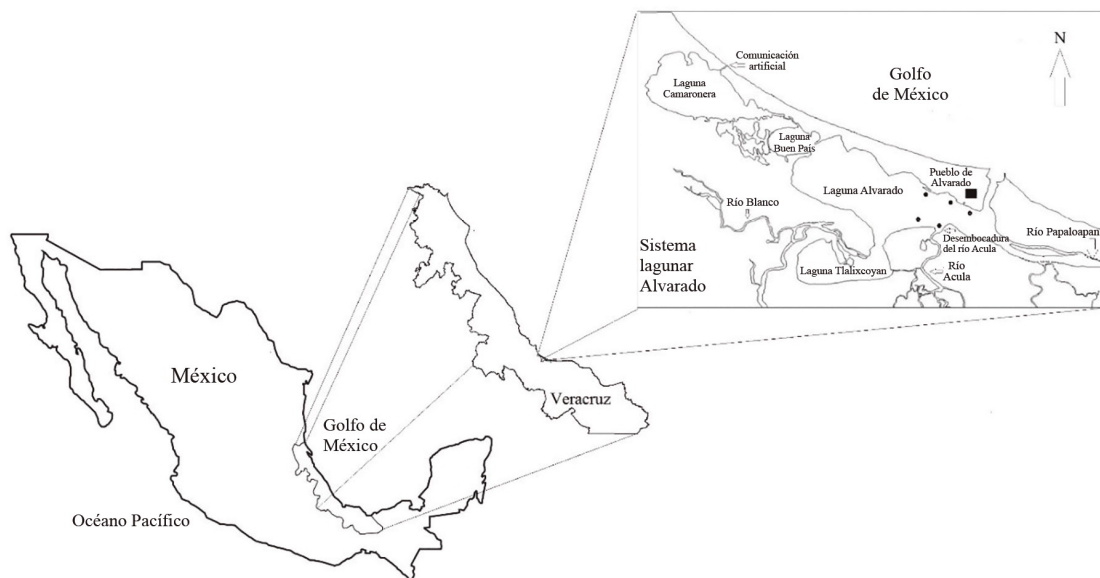 México
Océano Pacífico
Golfo de
México
Veracruz
Sistema
lagunar
Alvarado
Comunicación
artificial
Laguna
Camaronera
Golfo
de México
N
Laguna
Buen País
Laguna Alvarado
Pueblo de
Alvarado
Río Blanco
Desembocadura
del río Acula
Río Papaloapan
Laguna Tlalixcoyan
Río
Acula